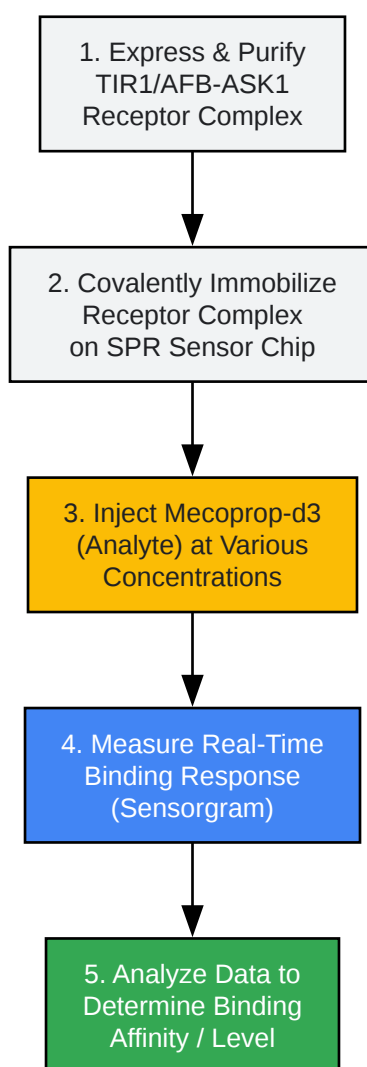 1. Express & Purify
TIR1/AFB-ASK1
Receptor Complex
2. Covalently Immobilize
Receptor Complex
on SPR Sensor Chip
3. Inject Mecoprop-d3
(Analyte) at Various
Concentrations
4. Measure Real-Time
Binding Response
(Sensorgram)
5. Analyze Data to
Determine Binding
Affinity / Level